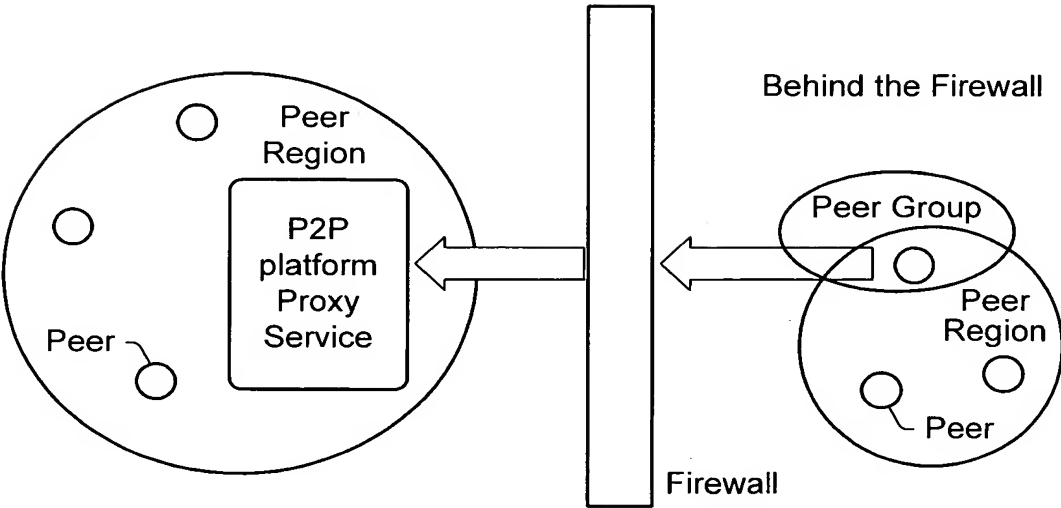 Behind the Firewall
Peer
Region
P2P
platform
Proxy
Service
Peer
Peer Group
Peer
Region
Peer
Firewall